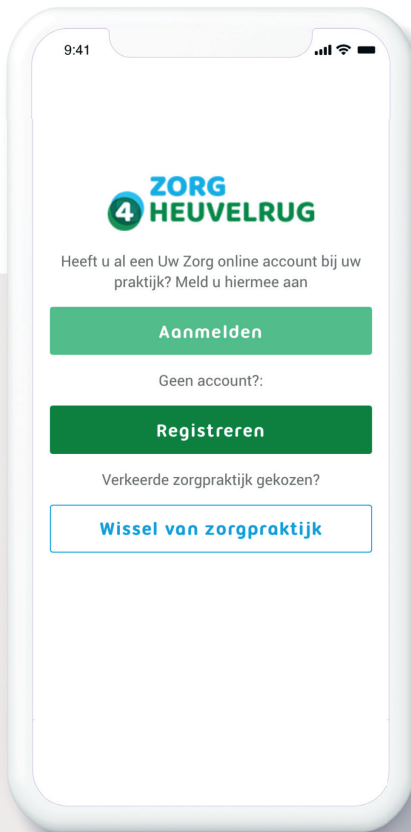 9:41
ZORG
4 HEUVELRUG
Heeft u al een Uw Zorg online account bij uw
praktijk? Meld u hiermee aan
Aanmelden
Geen account?:
Registreren
Verkeerde zorgpraktijk gekozen?
Wissel van zorgpraktijk